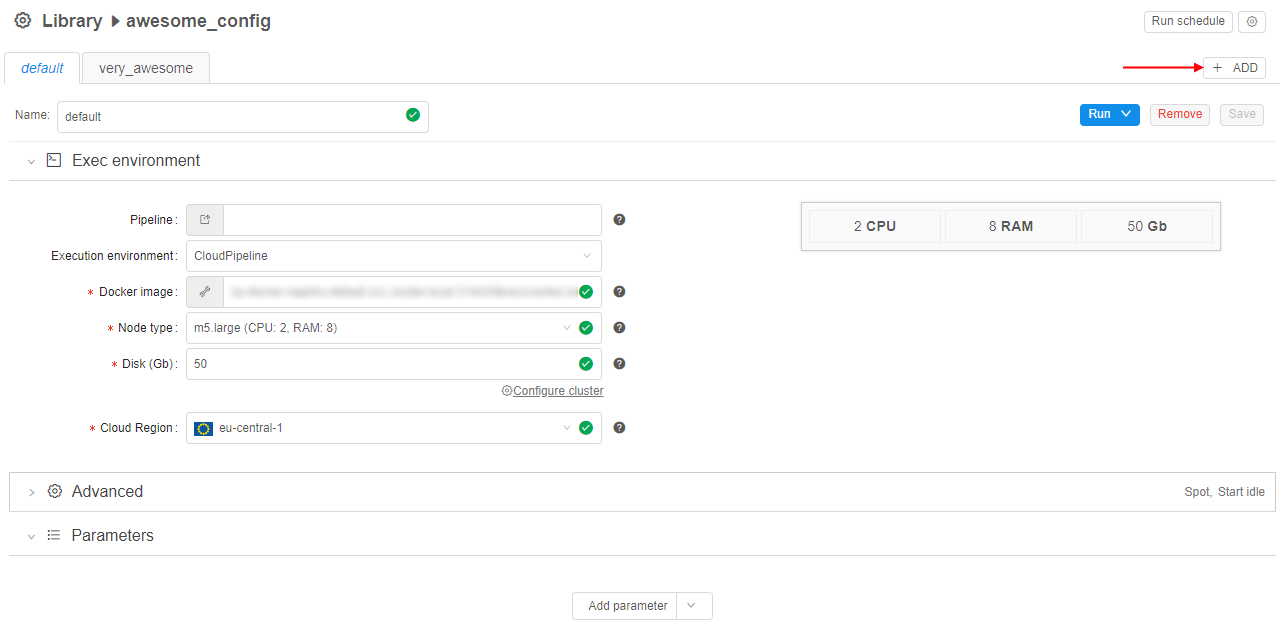 Library awesome_config Run schedule
default very_awesome + ADD
Name: default Run Remove Save
Exec environment
Pipeline: 2 CPU 8 RAM 50 Gb
Execution environment: CloudPipeline
* Docker image:
* Node type: m5.large (CPU: 2, RAM: 8)
* Disk (Gb): 50
Configure cluster
* Cloud Region: eu-central-1
Advanced Spot, Start idle
Parameters
Add parameter